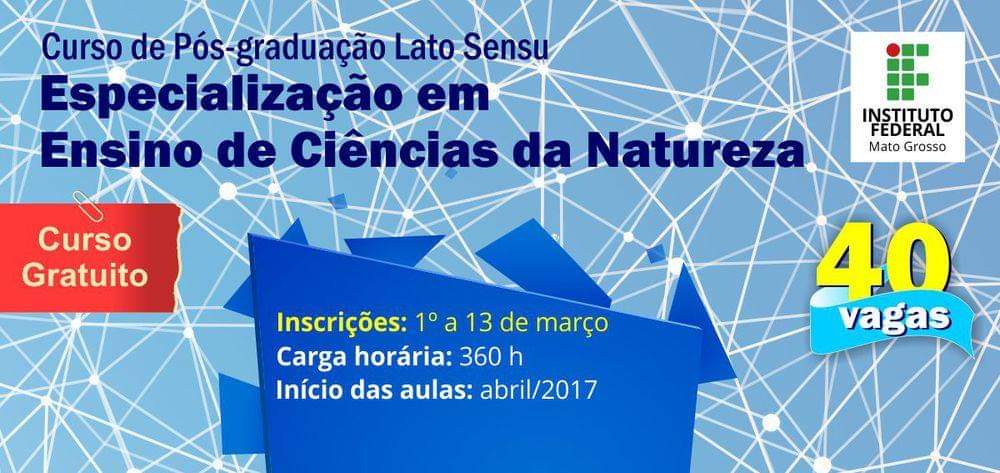 Curso de Pós-graduação Lato Sensu
Especialização em
Ensino de Ciências da Natureza
INSTITUTO
FEDERAL
Mato Grosso
Curso
Gratuito
40
vagas
Inscrições: 1º a 13 de março
Carga horária: 360 h
Início das aulas: abril/2017